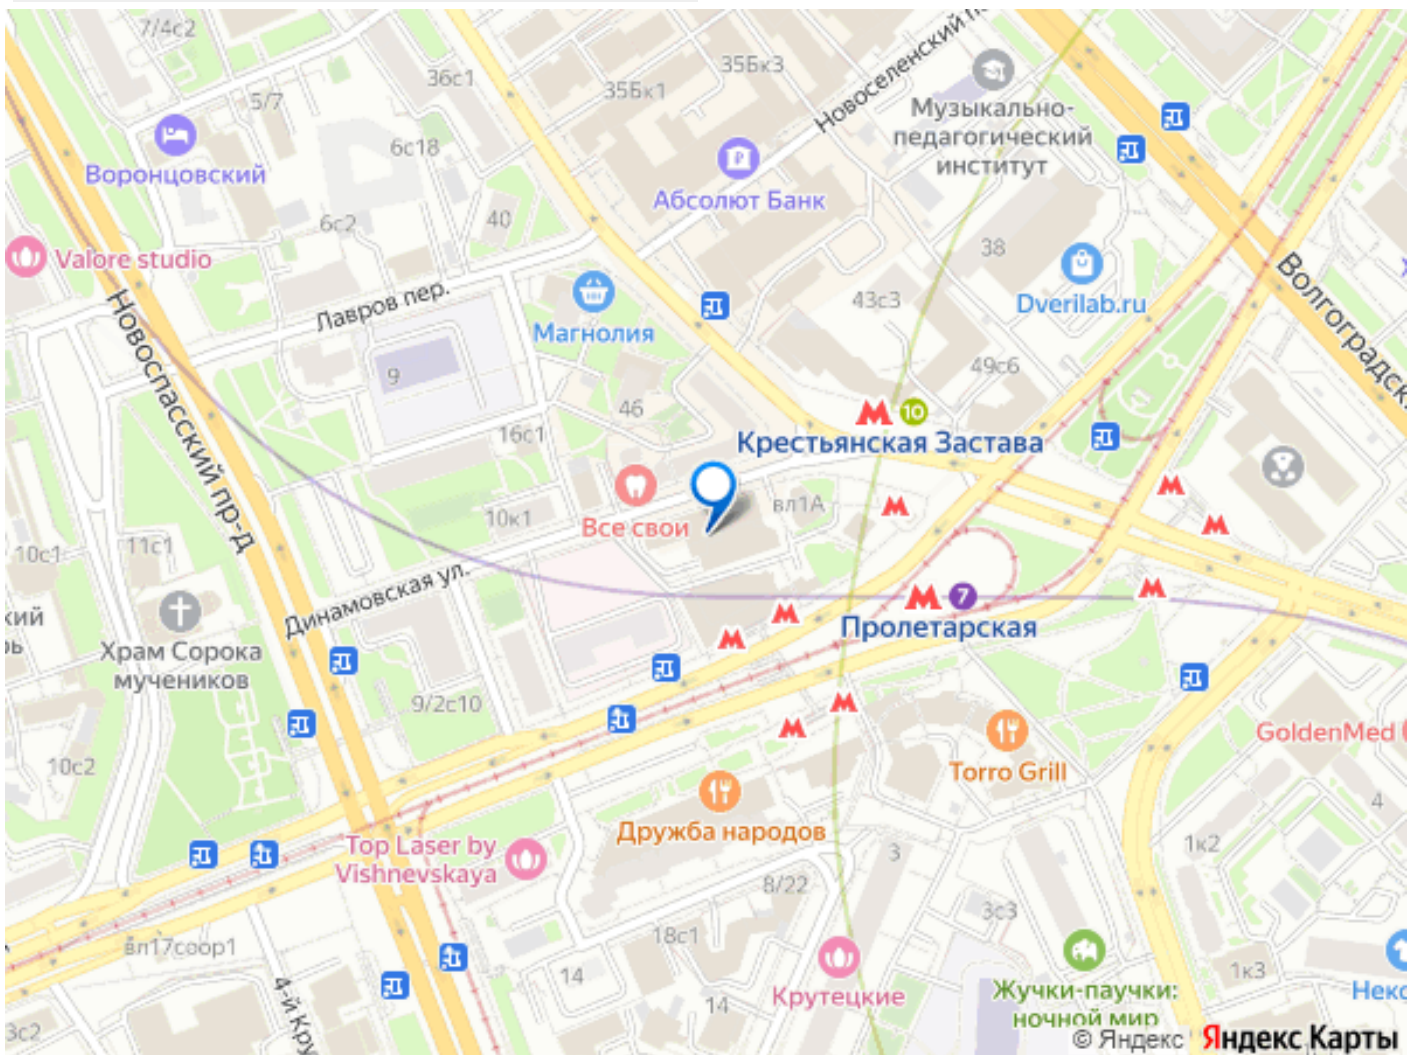 7/4с2
36с1
35Бк3
35Бк1
5/7
Новоселенский п
Музыкально-
педагогический
институт
6с18
Воронцовский
Абсолют Банк
6с2
40
38
Valore studio
Лавров пер.
Магнолия
43с3
Dverilab.ru
Волгоградски
Новоспасский пр-д
9
49с6
46
10
16с1
Крестьянская Застава
вл1А
10к1
Все свои
10с1
11с1
Динамовская ул.
7
Пролетарская
кий
Храм Сорока
мучеников
9/2с10
GoldenMed
10с2
Torro Grill
4
Дружба народов
Top Laser by
Vishnevskaya
3
1к2
8/22
3с3
вл17соор1
18с1
14
14
4-й Кру
Крутецкие
Жучки-паучки:
ночной мир
1к3
Неко
3с2
© Яндекс Яндекс Карты